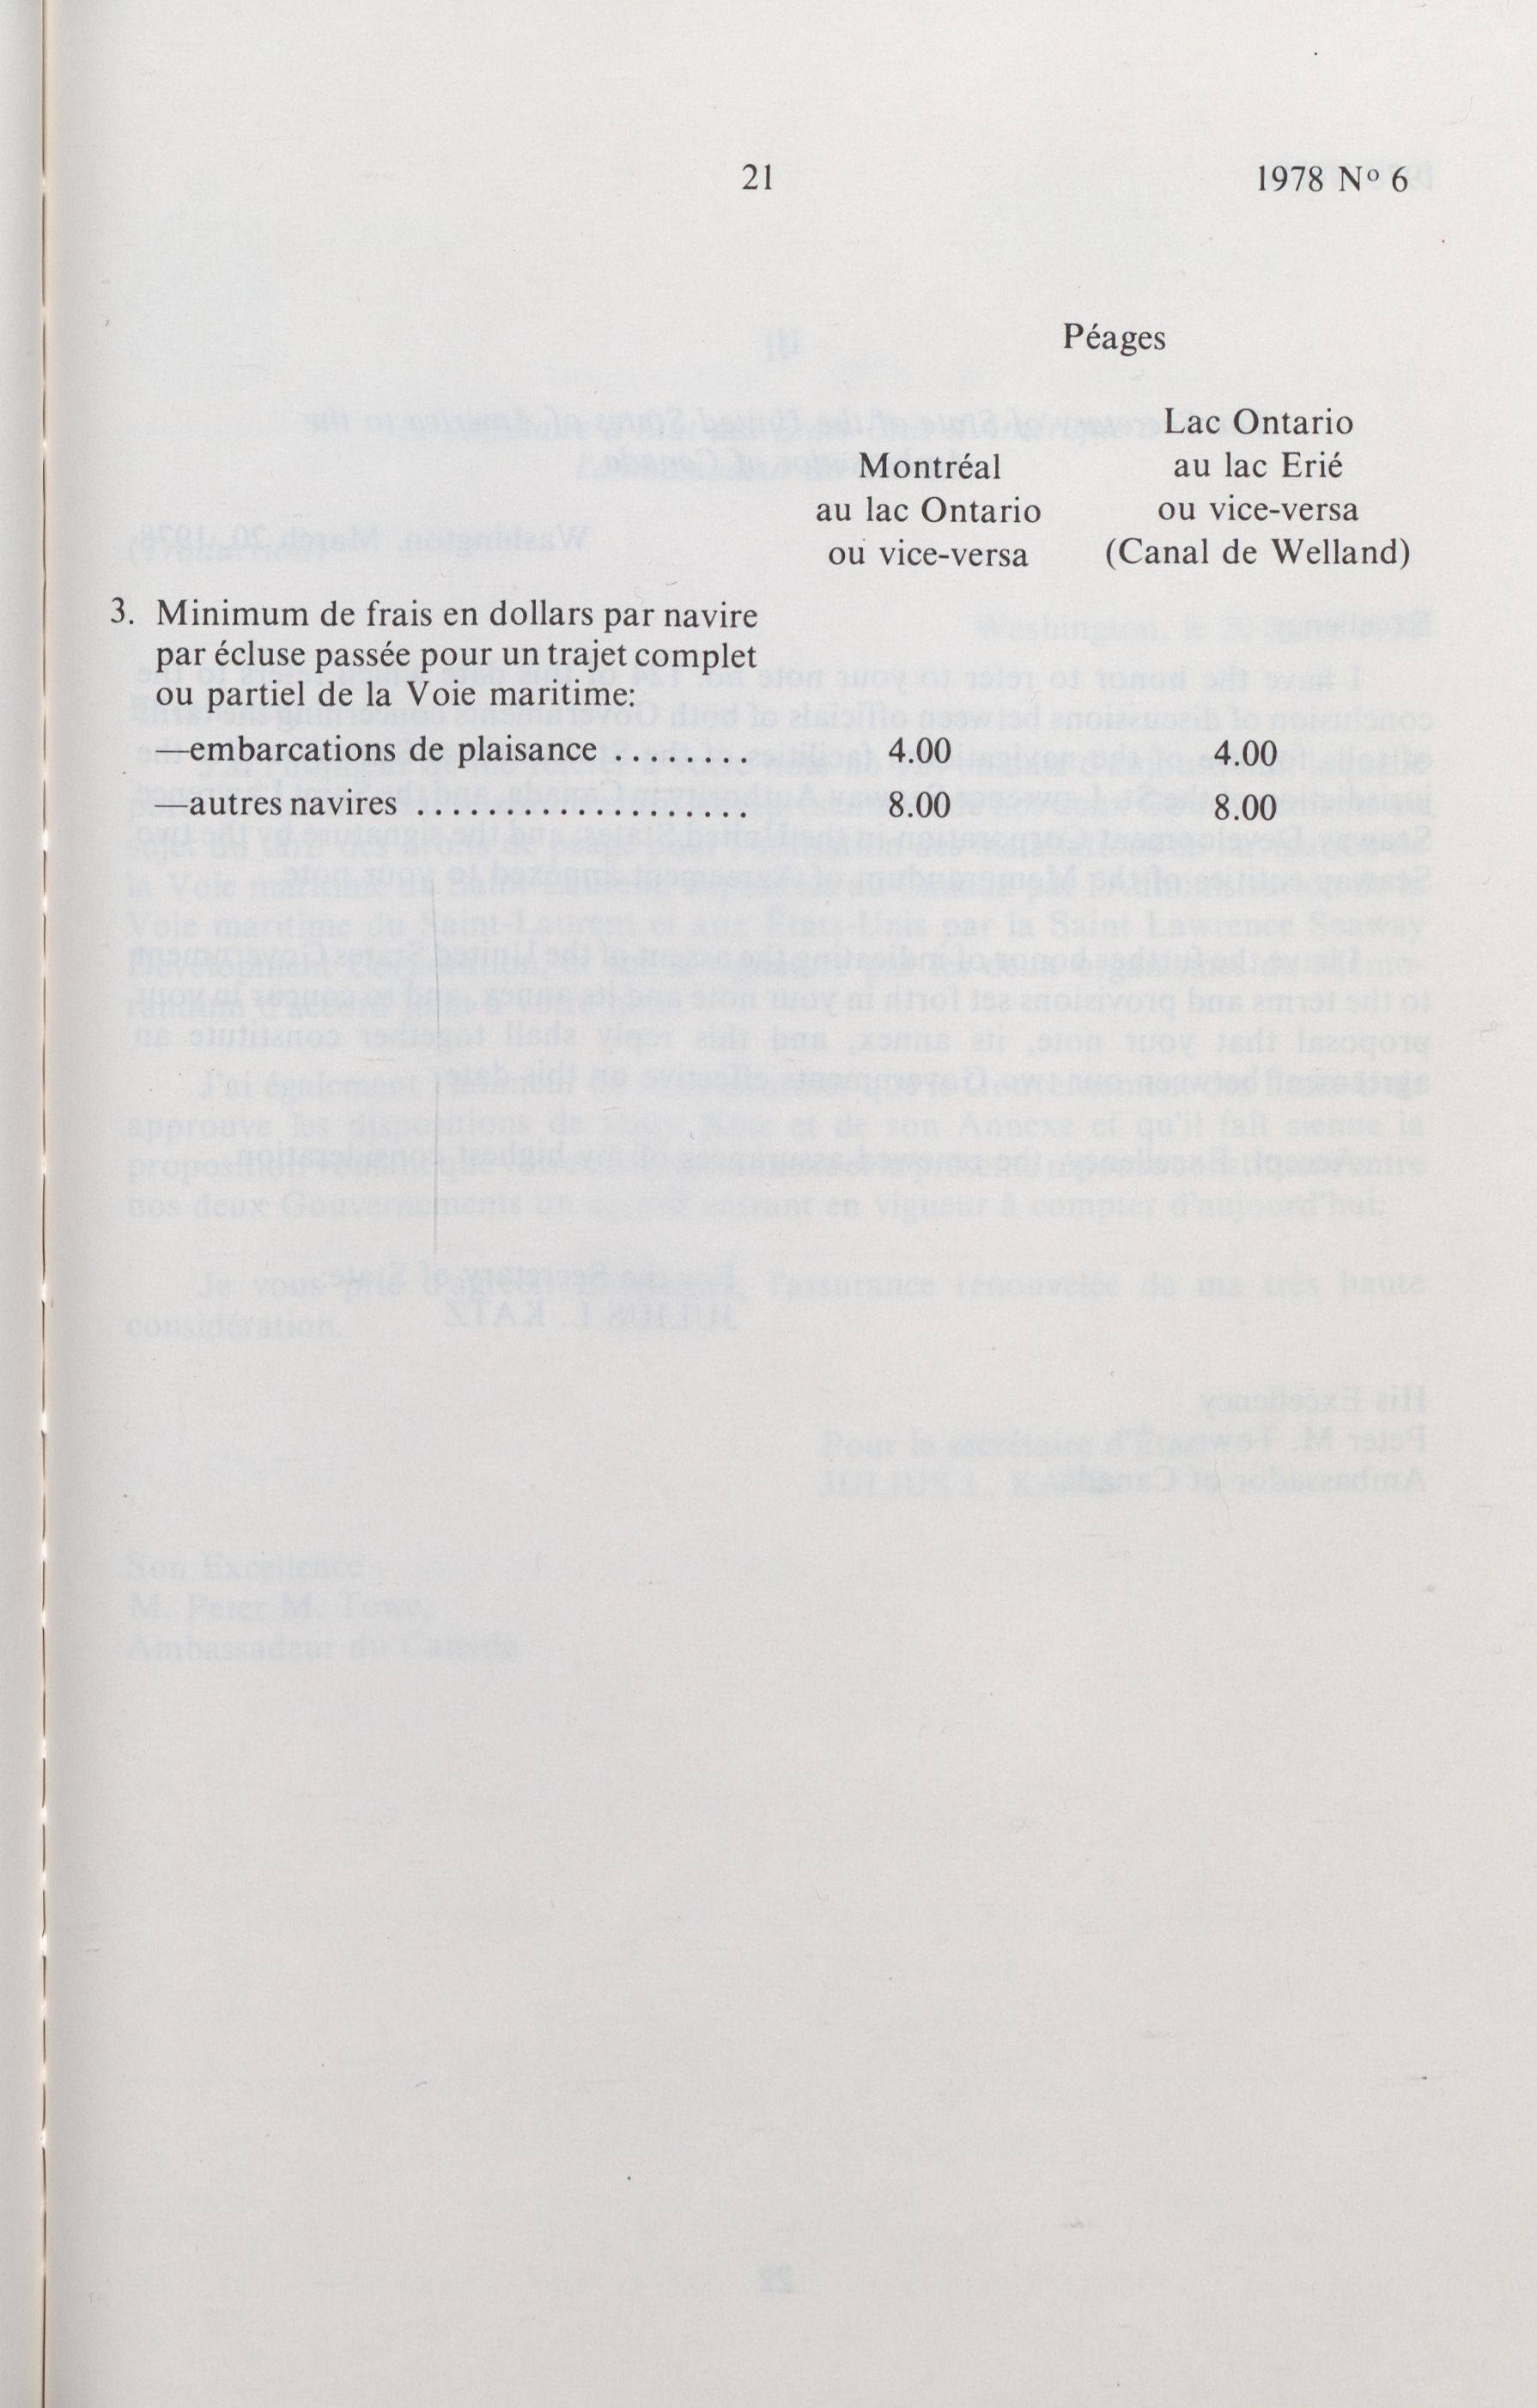 21
1978 Nº 6
Péages
Lac Ontario
Montréal au lac Erié
au lac Ontario ou vice-versa
ou vice-versa (Canal de Welland)
3. Minimum de frais en dollars par navire
par écluse passée pour un trajet complet
ou partiel de la Voie maritime:
—embarcations de plaisance ........ 4.00 4.00
—autres navires ................... 8.00 8.00